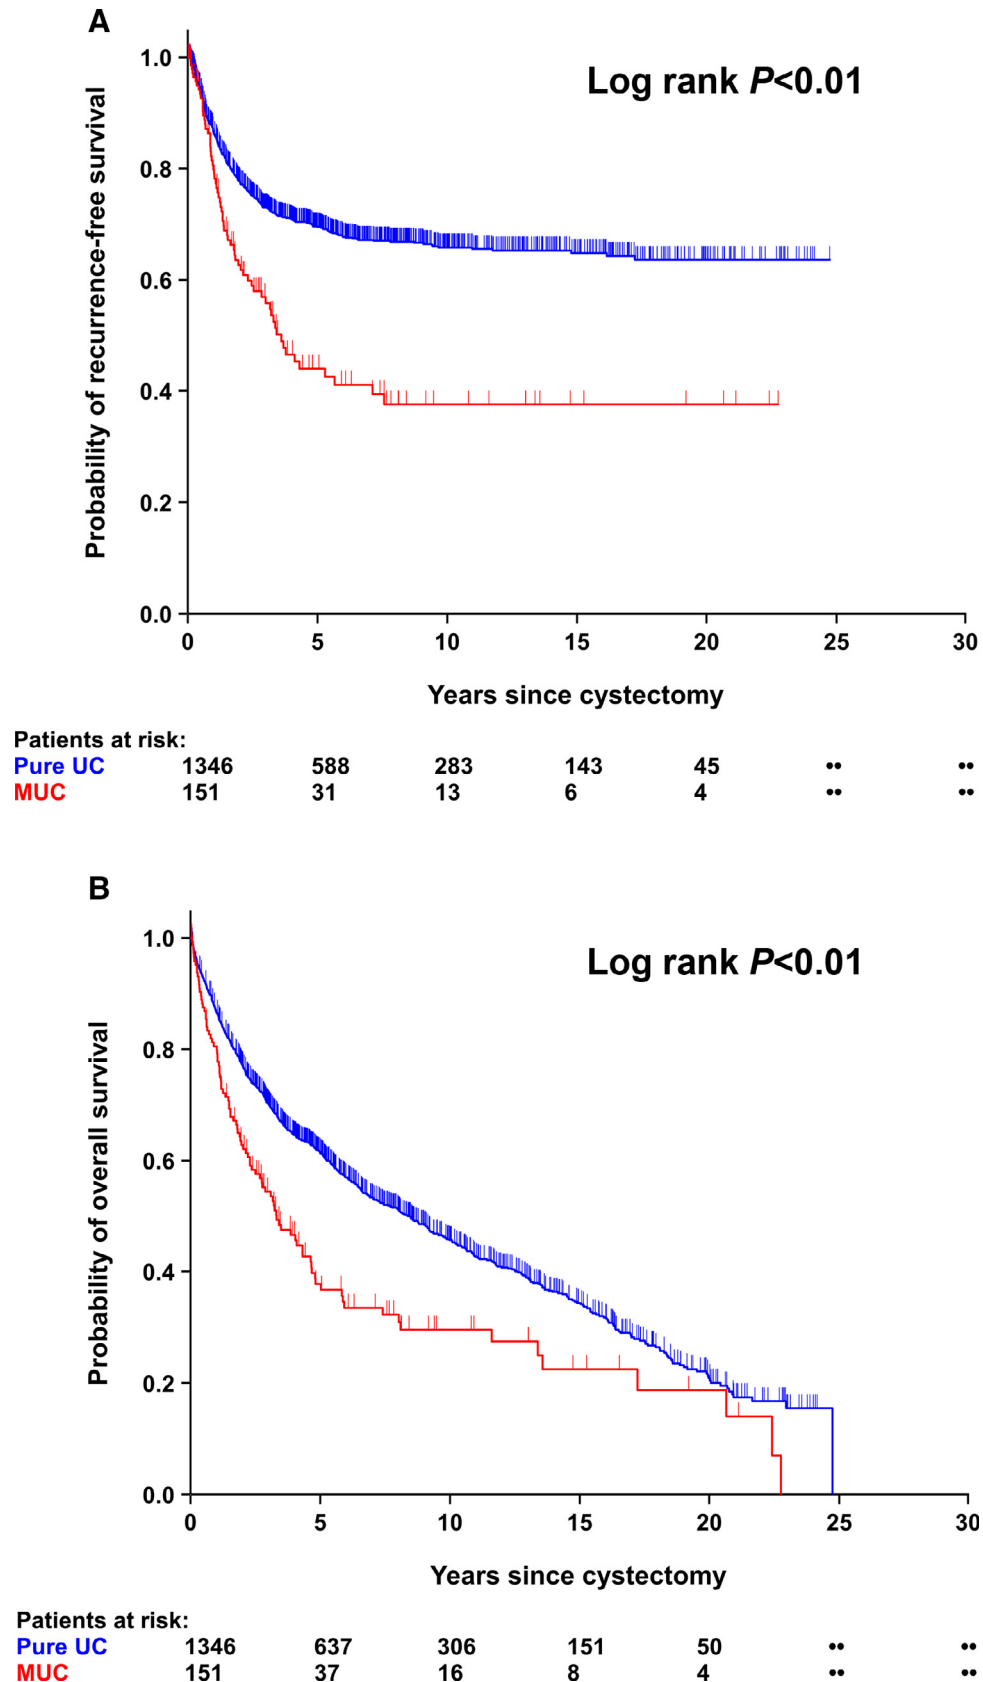 A
Log rank P<0.01
Probability of recurrence-free survival
1.0
0.8
0.6
0.4
0.2
0.0
0 5 10 15 20 25 30
Years since cystectomy
Patients at risk:
Pure UC 1346 588 283 143 45 •• ••
MUC 151 31 13 6 4 •• ••
B
Log rank P<0.01
Probability of overall survival
1.0
0.8
0.6
0.4
0.2
0.0
0 5 10 15 20 25 30
Years since cystectomy
Patients at risk:
Pure UC 1346 637 306 151 50 •• ••
MUC 151 37 16 8 4 •• ••